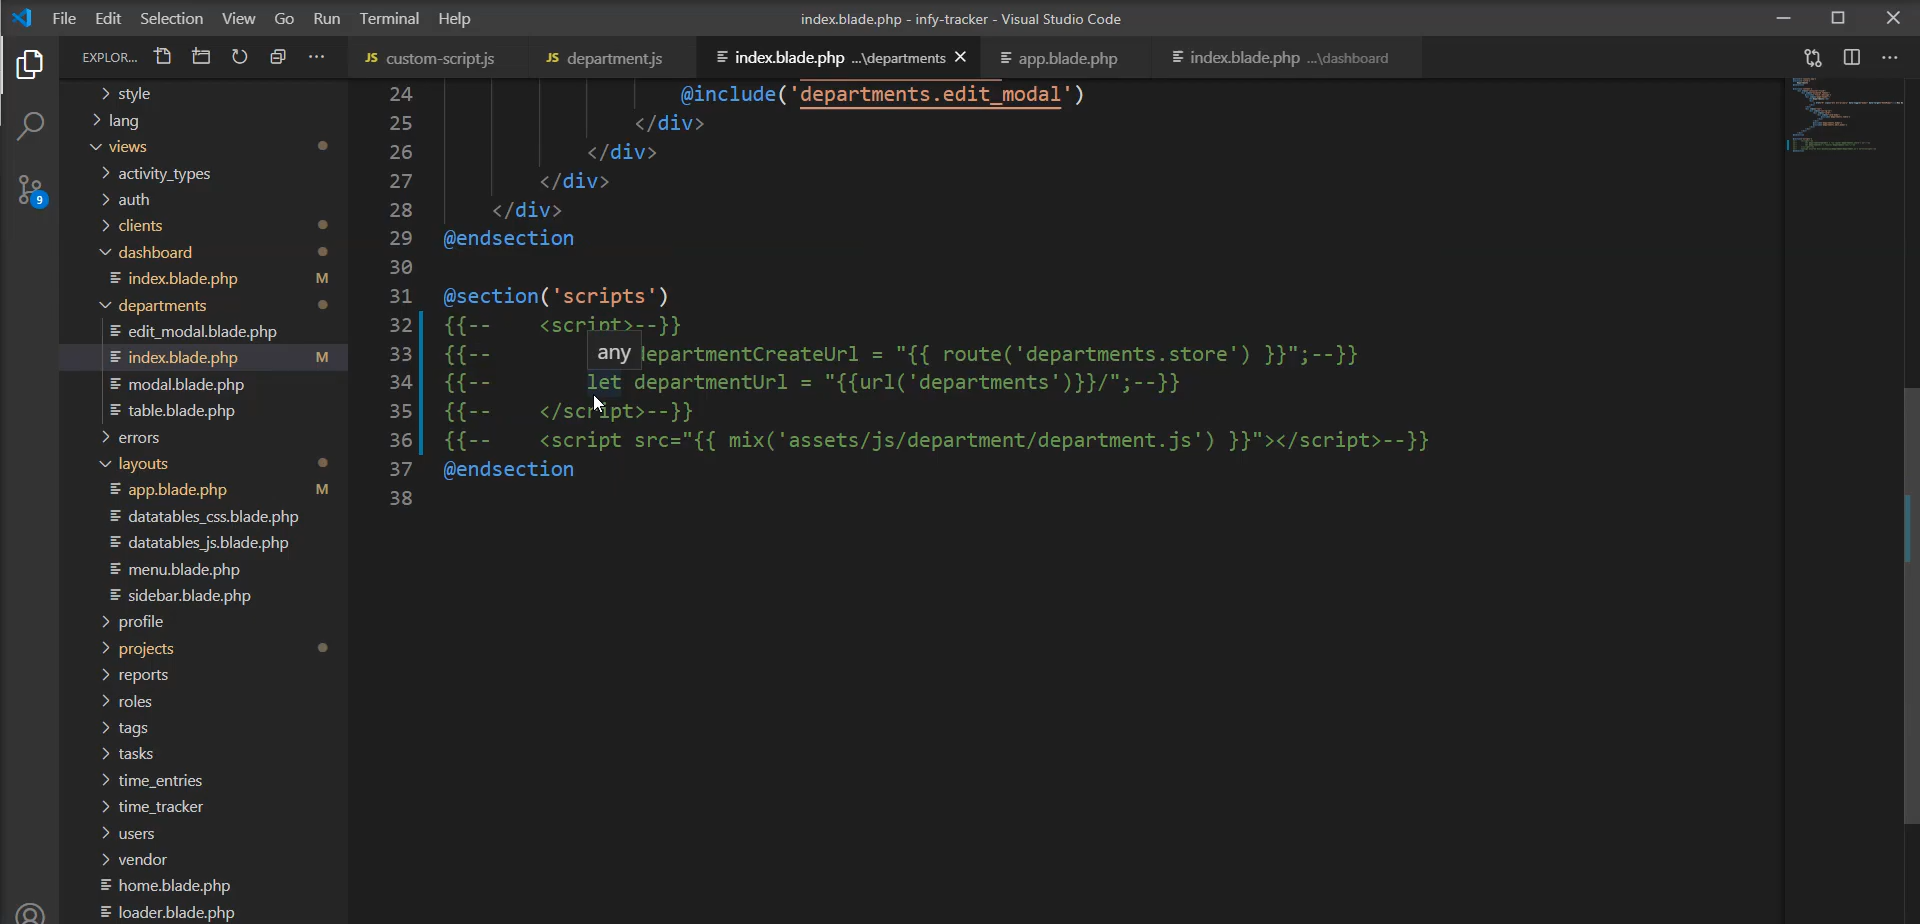 File Edit Selection View Go Run Terminal Help
index.blade.php - infy-tracker - Visual Studio Code
EXPLOR...
JS custom-script.js
JS department.js
index.blade.php ...\departments
app.blade.php
index.blade.php ...\dashboard
9
style
lang
views
activity_types
auth
clients
dashboard
index.blade.php M
departments
edit_modal.blade.php
index.blade.php M
modal.blade.php
table.blade.php
errors
layouts
app.blade.php M
datatables_css.blade.php
datatables_js.blade.php
menu.blade.php
sidebar.blade.php
profile
projects
reports
roles
tags
tasks
time_entries
time_tracker
users
vendor
home.blade.php
loader.blade.php
24 @include('departments.edit_modal')
25 </div>
26 </div>
27 </div>
28 </div>
29 @endsection
30
31 @section('scripts')
32 {{-- <script>--}}
33 {{-- any departmentCreateUrl = "{{ route('departments.store') }}";--}}
34 {{-- let departmentUrl = "{{url('departments')}}/";--}}
35 {{-- </script>--}}
36 {{-- <script src="{{ mix('assets/js/department/department.js') }}"></script>--}}
37 @endsection
38